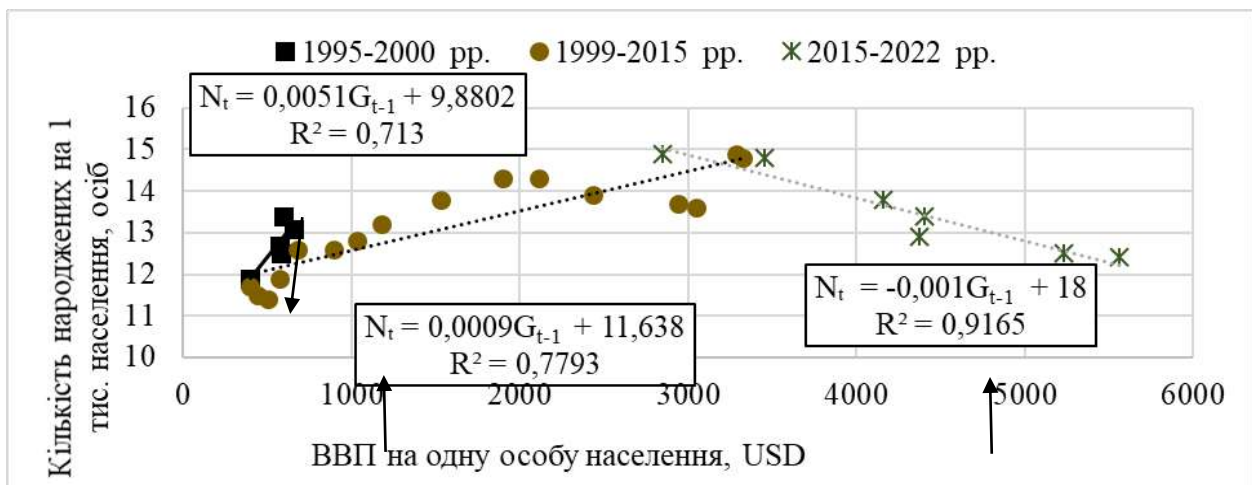 1995-2000 рр. 1999-2015 рр. 2015-2022 рр.
Nt = 0,0051Gt-1 + 9,8802
R² = 0,713
Кількість народжених на 1
тис. населення, осіб
16
15
14
13
12
11
10
Nt = 0,0009Gt-1 + 11,638
R² = 0,7793
Nt = -0,001Gt-1 + 18
R² = 0,9165
0 1000 2000 3000 4000 5000 6000
ВВП на одну особу населення, USD